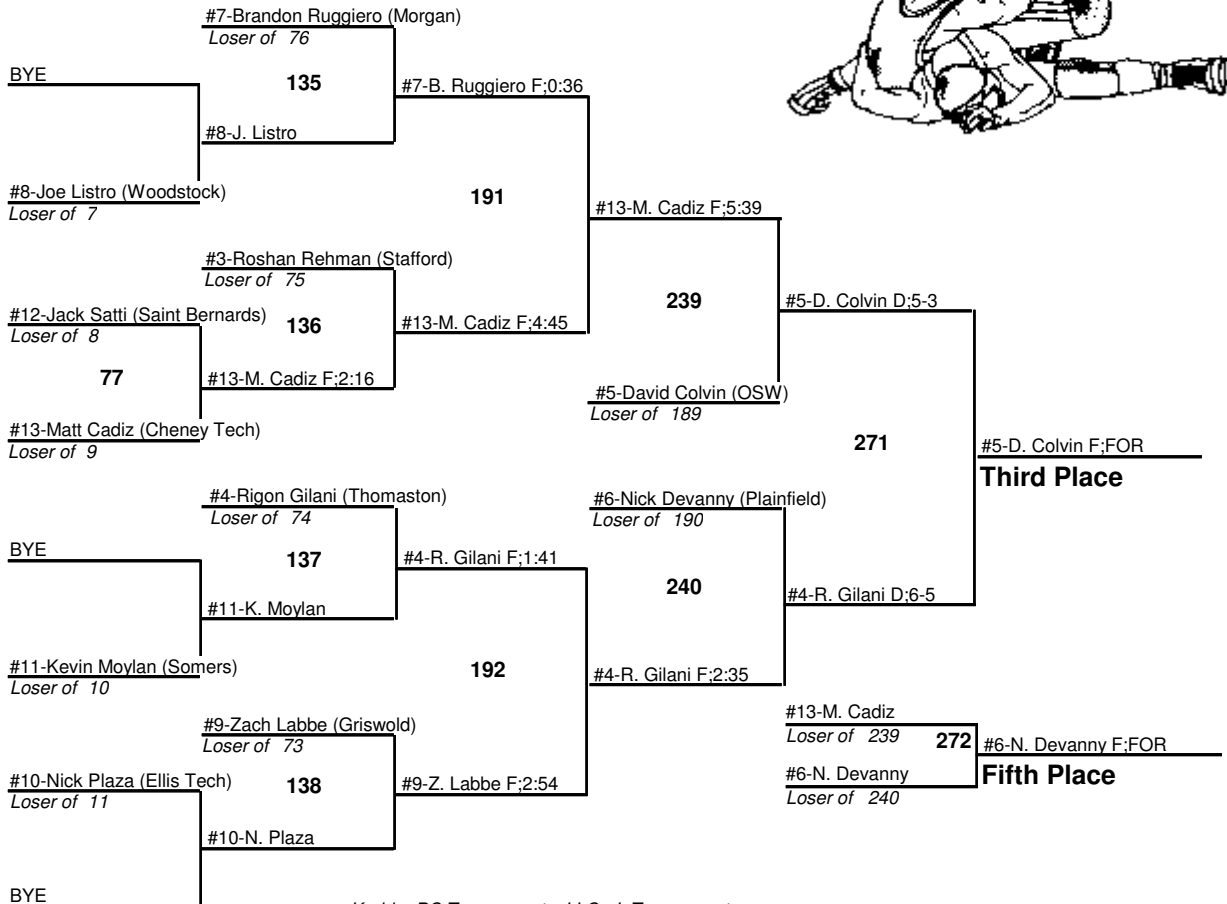 #7-Brandon Ruggiero (Morgan)
Loser of 76
BYE
135
#7-B. Ruggiero F;0:36
#8-J. Listro
#8-Joe Listro (Woodstock)
Loser of 7
191
#13-M. Cadiz F;5:39
#3-Roshan Rehman (Stafford)
Loser of 75
#12-Jack Satti (Saint Bernards)
Loser of 8
136
#13-M. Cadiz F;4:45
239
#5-D. Colvin D;5-3
77
#13-M. Cadiz F;2:16
#5-David Colvin (OSW)
Loser of 189
#13-Matt Cadiz (Cheney Tech)
Loser of 9
271
#5-D. Colvin F;FOR
Third Place
#4-Rigon Gilani (Thomaston)
Loser of 74
#6-Nick Devanny (Plainfield)
Loser of 190
BYE
137
#4-R. Gilani F;1:41
240
#4-R. Gilani D;6-5
#11-K. Moylan
#11-Kevin Moylan (Somers)
Loser of 10
192
#4-R. Gilani F;2:35
#9-Zach Labbe (Griswold)
Loser of 73
#13-M. Cadiz
Loser of 239
272
#6-N. Devanny F;FOR
Fifth Place
#10-Nick Plaza (Ellis Tech)
Loser of 11
138
#9-Z. Labbe F;2:54
#6-N. Devanny
Loser of 240
#10-N. Plaza
BYE